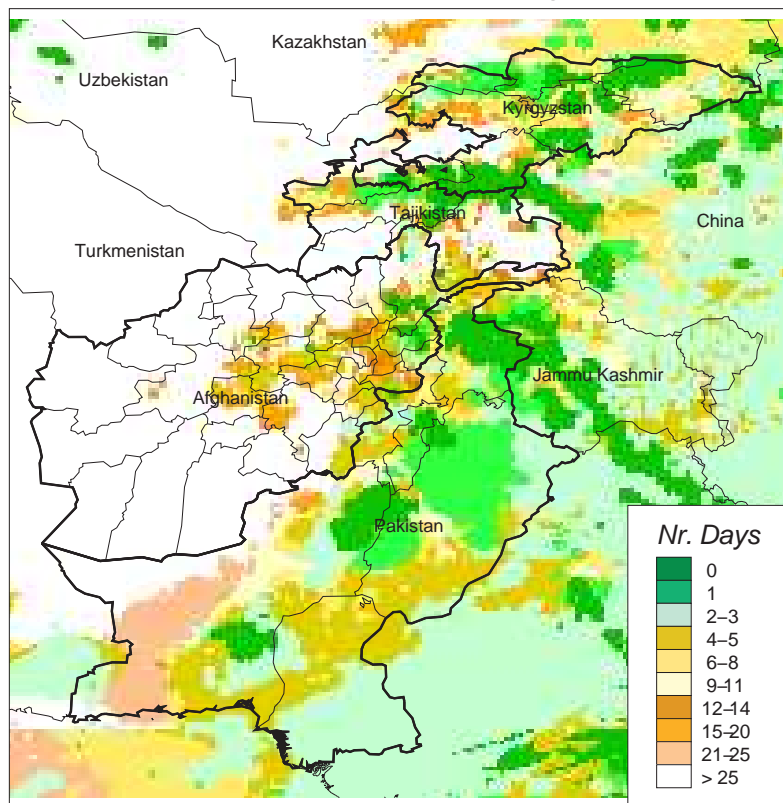 Kazakhstan
Uzbekistan
Kyrgyzstan
Tajikistan
China
Turkmenistan
Jammu Kashmir
Afghanistan
Pakistan
Nr. Days
0
1
2–3
4–5
6–8
9–11
12–14
15–20
21–25
> 25